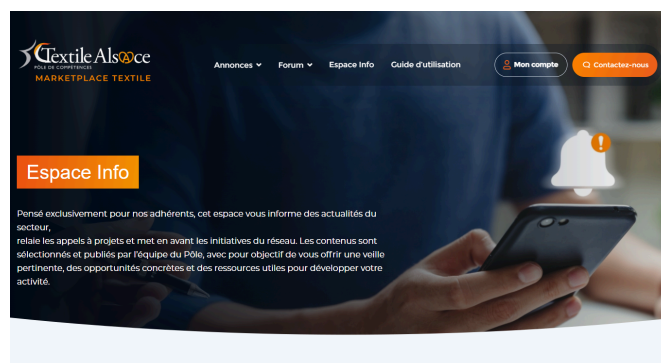 Textile Alsace
PÔLE DE COMPÉTENCES
MARKETPLACE TEXTILE
Annonces
Forum
Espace Info
Guide d'utilisation
Mon compte
Contactez-nous
Espace Info
Pensé exclusivement pour nos adhérents, cet espace vous informe des actualités du
secteur,
relaie les appels à projets et met en avant les initiatives du réseau. Les contenus sont
sélectionnés et publiés par l'équipe du Pôle, avec pour objectif de vous offrir une veille
pertinente, des opportunités concrètes et des ressources utiles pour développer votre
activité.